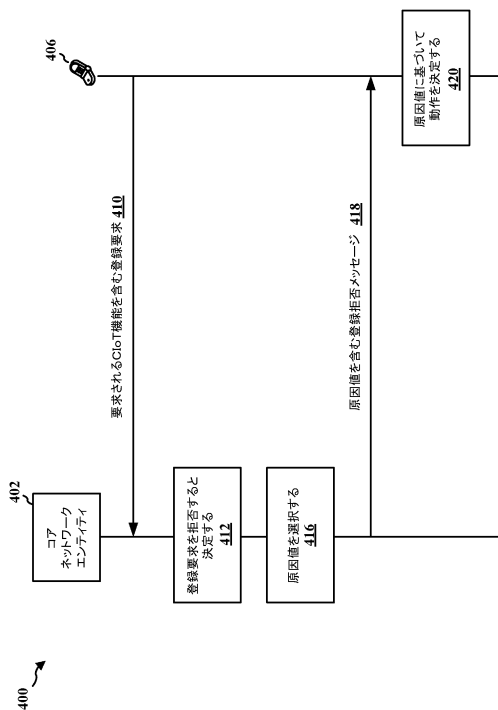 400
402
コア
ネットワーク
エンティティ
406
要求されるCIoT機能を含む登録要求 410
登録要求を拒否すると
決定する
412
原因値を選択する
416
原因値を含む登録拒否メッセージ 418
原因値に基づいて
動作を決定する
420